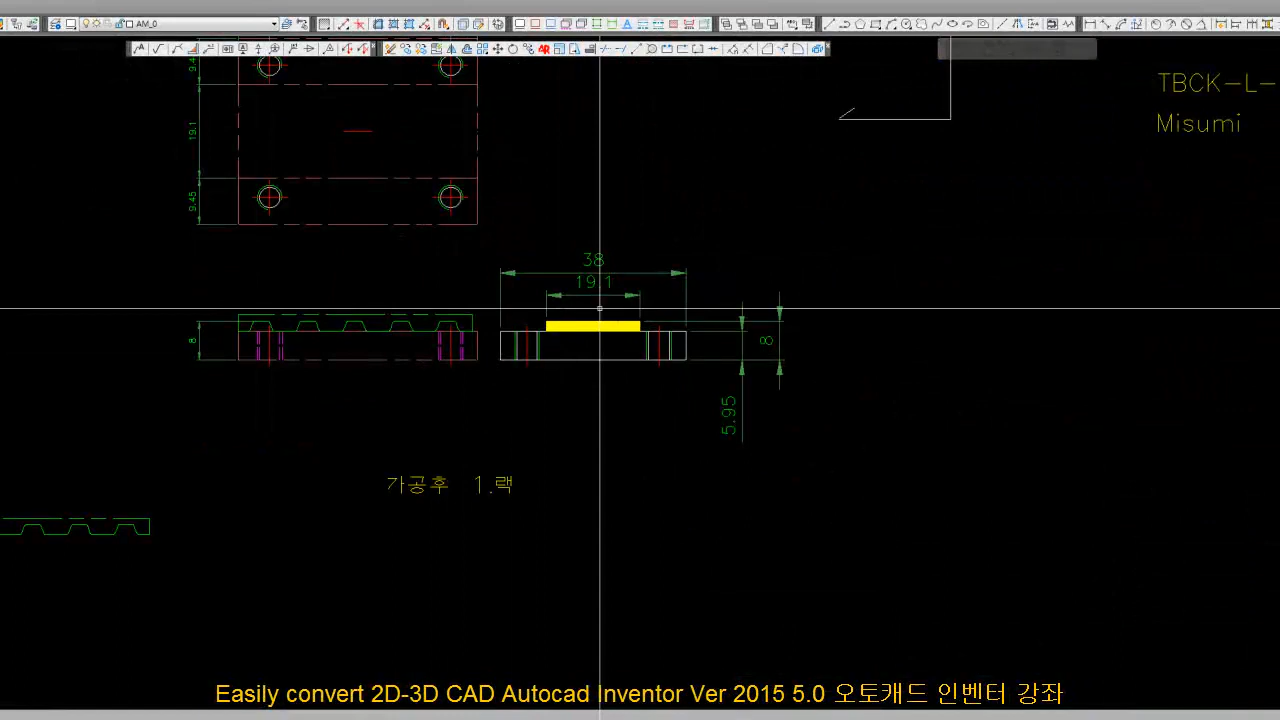 AM_0
AR
TBCK-L-
Misumi
9.4
19.1
9.45
38
19.1
8
8
5.95
가공후 1.랙
Easily convert 2D-3D CAD Autocad Inventor Ver 2015 5.0 오토캐드 인벤터 강좌